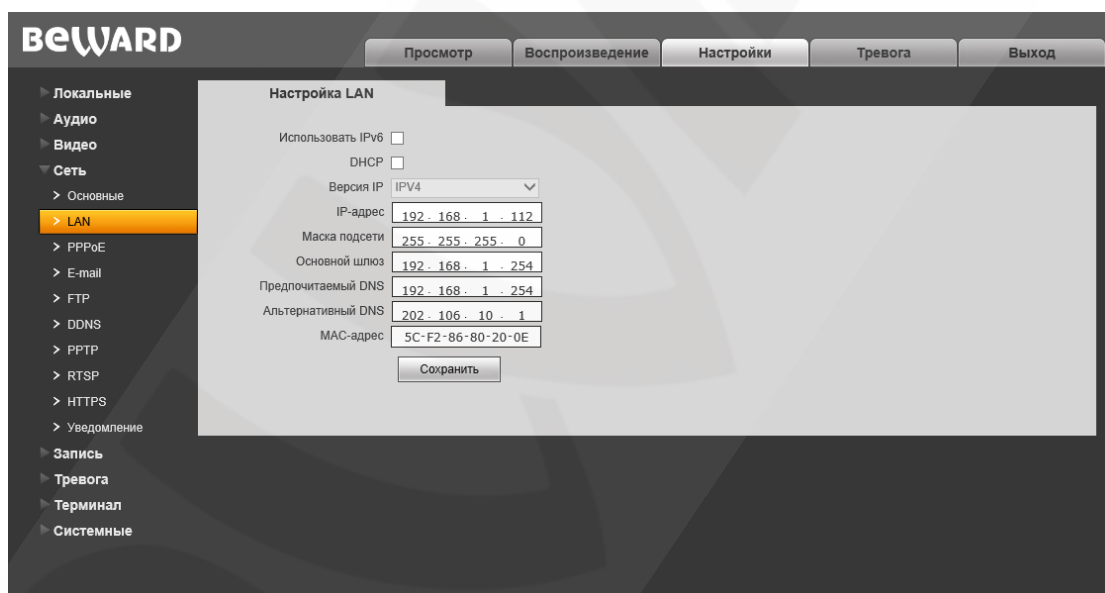 BEWARD
Просмотр Воспроизведение Настройки Тревога Выход
Локальные
Аудио
Видео
Сеть
> Основные
> LAN
> PPPoE
> E-mail
> FTP
> DDNS
> PPTP
> RTSP
> HTTPS
> Уведомление
Запись
Тревога
Терминал
Системные
Настройка LAN
Использовать IPv6
DHCP
Версия IP IPV4
IP-адрес 192 . 168 . 1 . 112
Маска подсети 255 . 255 . 255 . 0
Основной шлюз 192 . 168 . 1 . 254
Предпочитаемый DNS 192 . 168 . 1 . 254
Альтернативный DNS 202 . 106 . 10 . 1
MAC-адрес 5C-F2-86-80-20-0E
Сохранить